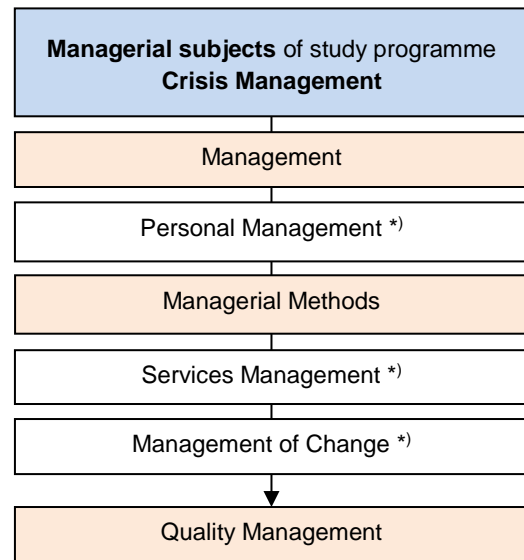 Managerial subjects of study programme
Crisis Management
Management
Personal Management *)
Managerial Methods
Services Management *)
Management of Change *)
Quality Management